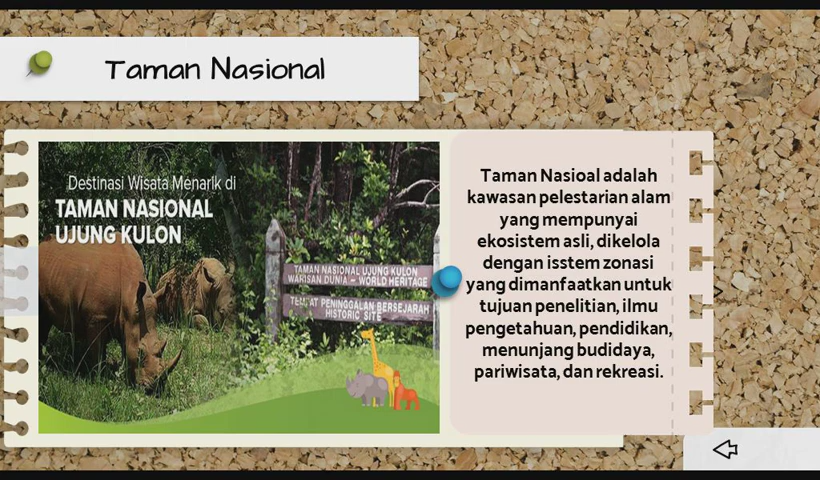 Taman Nasional
Destinasi Wisata Menarik di
TAMAN NASIONAL
UJUNG KULON
TAMAN NASIONAL UJUNG KULON
WARISAN DUNIA - WORLD HERITAGE
TEMPAT PENINGGALAN BERSEJARAH
HISTORIC SITE
Taman Nasioal adalah
kawasan pelestarian alam
yang mempunyai
ekosistem asli, dikelola
dengan isstem zonasi
yang dimanfaatkan untuk
tujuan penelitian, ilmu
pengetahuan, pendidikan,
menunjang budidaya,
pariwisata, dan rekreasi.